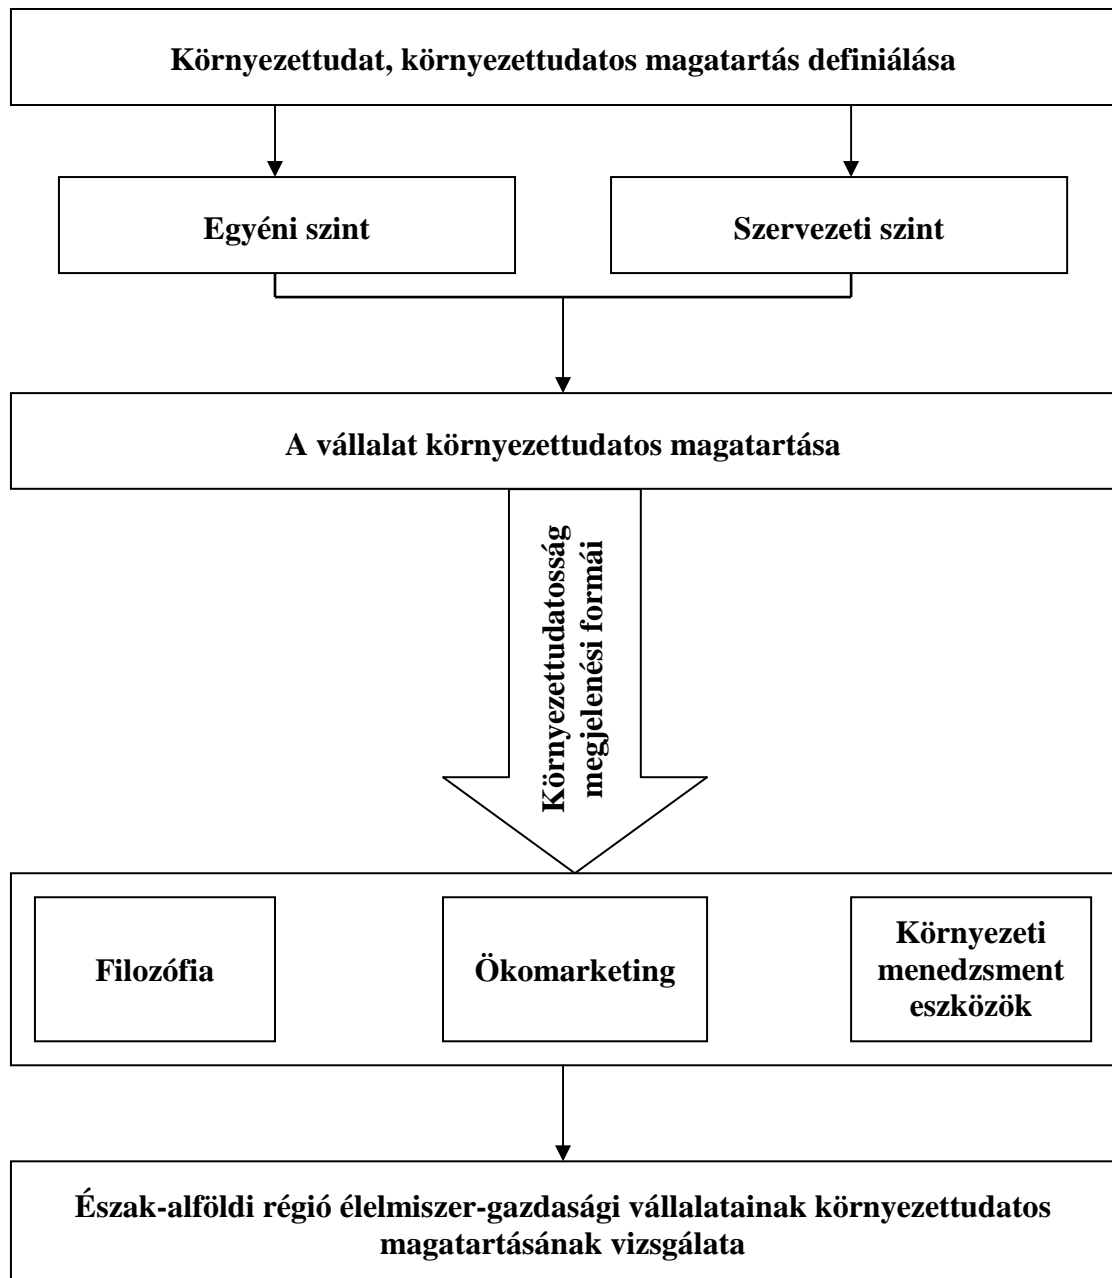 Környezettudat, környezettudatos magatartás definiálása
Egyéni szint
Szervezeti szint
A vállalat környezettudatos magatartása
Környezettudatosság
megjelenési formái
Filozófia
Ökomarketing
Környezeti
menedzsment
eszközök
Észak-alföldi régió élelmiszer-gazdasági vállalatainak környezettudatos
magatartásának vizsgálata